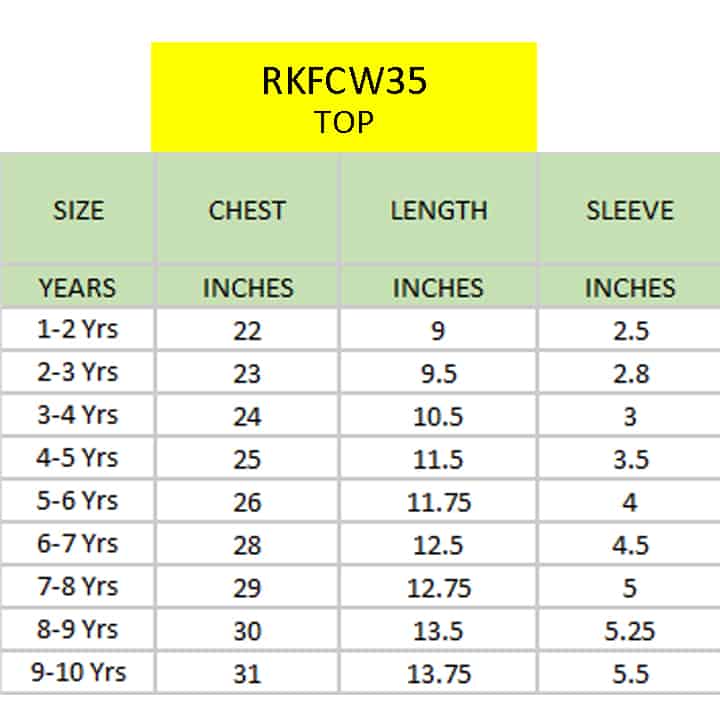 RKFCW35
TOP
SIZE CHEST LENGTH SLEEVE
YEARS INCHES INCHES INCHES
1-2 Yrs 22 9 2.5
2-3 Yrs 23 9.5 2.8
3-4 Yrs 24 10.5 3
4-5 Yrs 25 11.5 3.5
5-6 Yrs 26 11.75 4
6-7 Yrs 28 12.5 4.5
7-8 Yrs 29 12.75 5
8-9 Yrs 30 13.5 5.25
9-10 Yrs 31 13.75 5.5